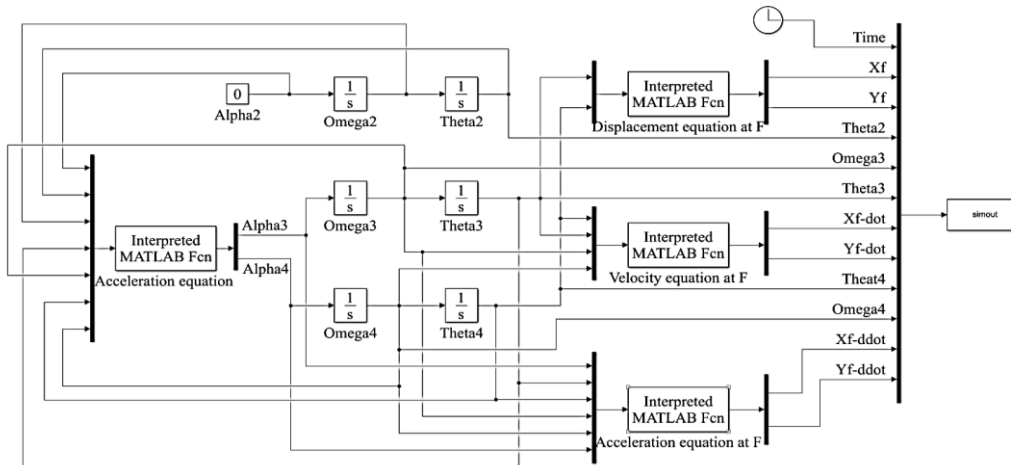 Time
Xf
Interpreted
MATLAB Fcn
Displacement equation at F
Yf
0
Alpha2
1
s
Omega2
1
s
Theta2
Theta2
Omega3
1
s
Omega3
1
s
Theta3
Theta3
Alpha3
Interpreted
MATLAB Fcn
Acceleration equation
Alpha4
Interpreted
MATLAB Fcn
Velocity equation at F
Xf-dot
simout
Yf-dot
Theat4
1
s
Omega4
1
s
Theta4
Omega4
Xf-ddot
Yf-ddot
Interpreted
MATLAB Fcn
Acceleration equation at F